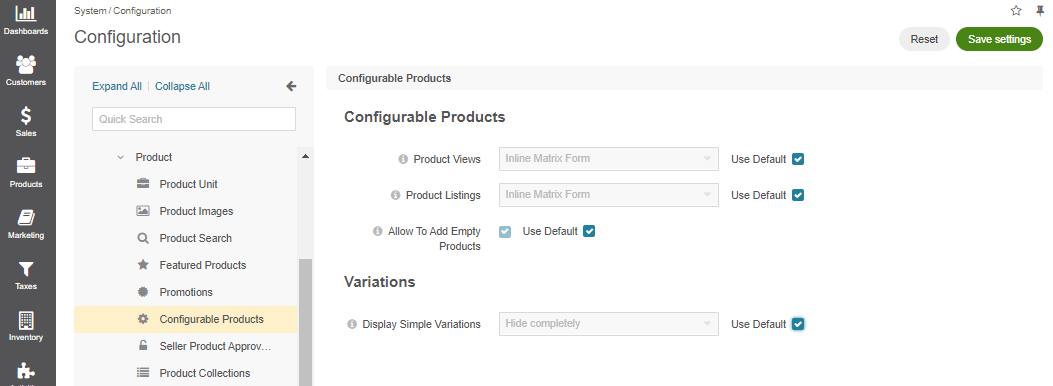 Dashboards
Customers
Sales
Products
Marketing
Taxes
Inventory
System / Configuration
Configuration
Reset
Save settings
Expand All | Collapse All
Quick Search
Product
Product Unit
Product Images
Product Search
Featured Products
Promotions
Configurable Products
Seller Product Approv...
Product Collections
Configurable Products
Configurable Products
Product Views Inline Matrix Form Use Default
Product Listings Inline Matrix Form Use Default
Allow To Add Empty Use Default
Products
Variations
Display Simple Variations Hide completely Use Default